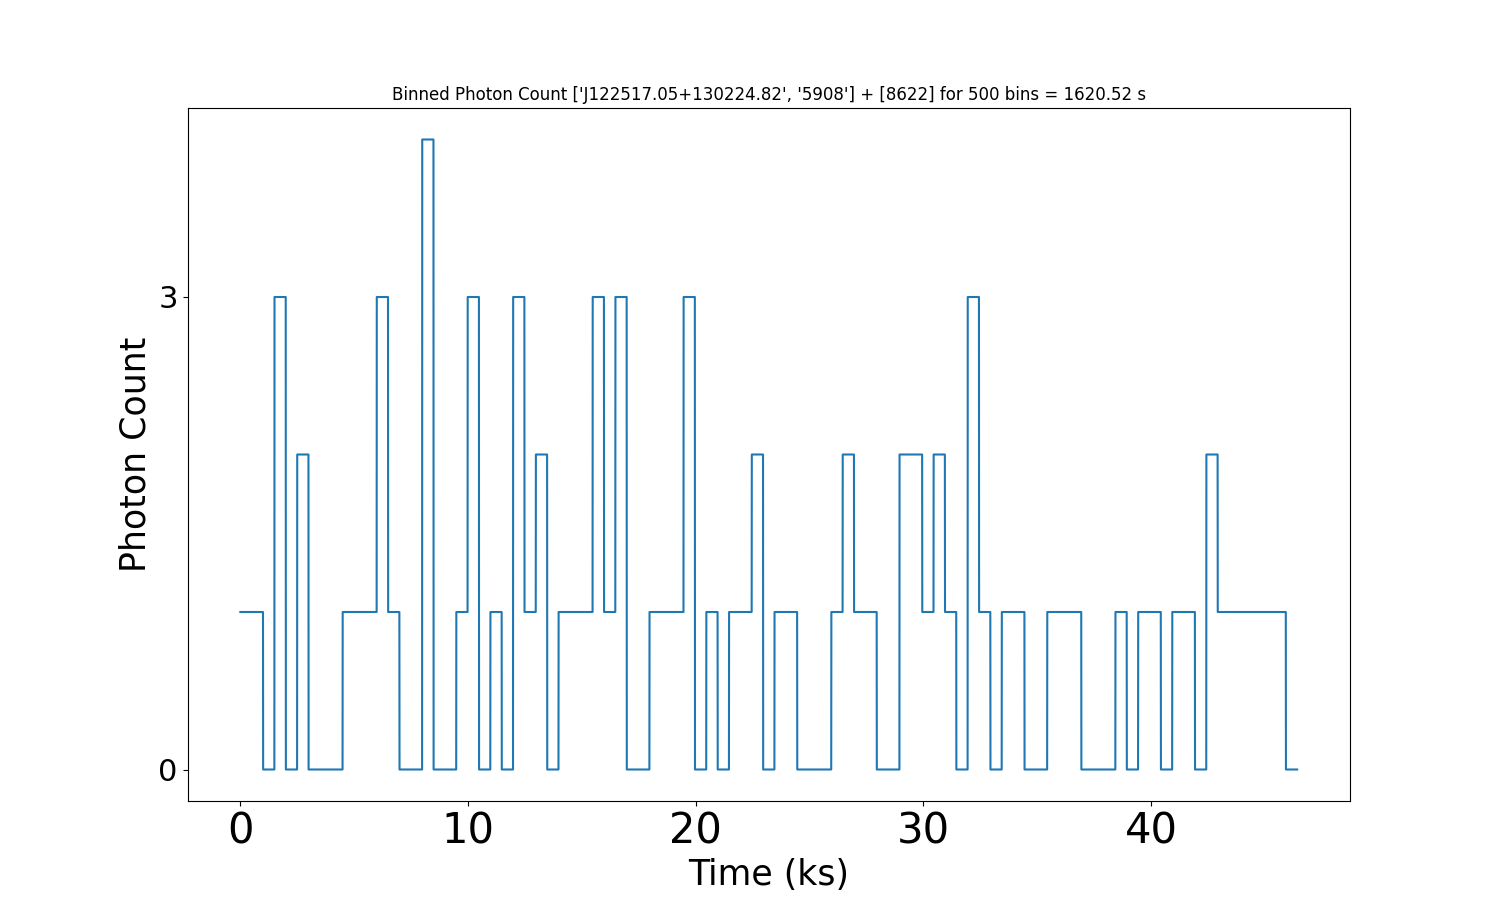 Binned Photon Count ['J122517.05+130224.82', '5908'] + [8622] for 500 bins = 1620.52 s
3
Photon Count
0
0 10 20 30 40
Time (ks)